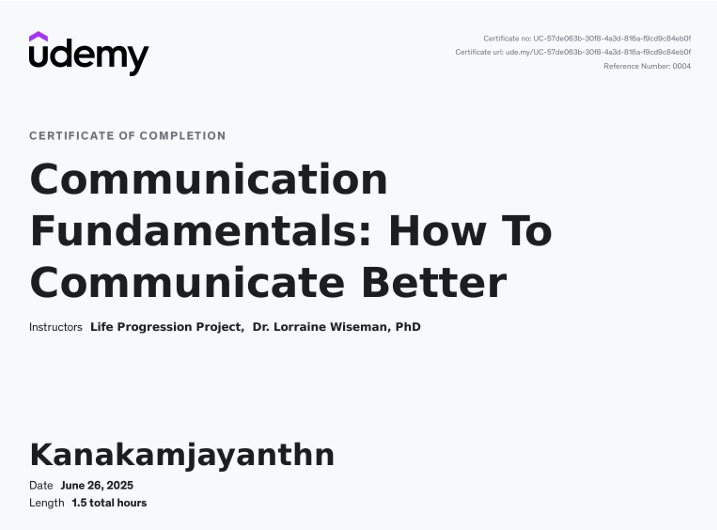 udemy
Certificate no: UC-57de063b-30f8-4a3d-816a-f9cd9c84eb0f
Certificate url: ude.my/UC-57de063b-30f8-4a3d-816a-f9cd9c84eb0f
Reference Number: 0004
CERTIFICATE OF COMPLETION
Communication
Fundamentals: How To
Communicate Better
Instructors Life Progression Project, Dr. Lorraine Wiseman, PhD
Kanakamjayanthn
Date June 26, 2025
Length 1.5 total hours